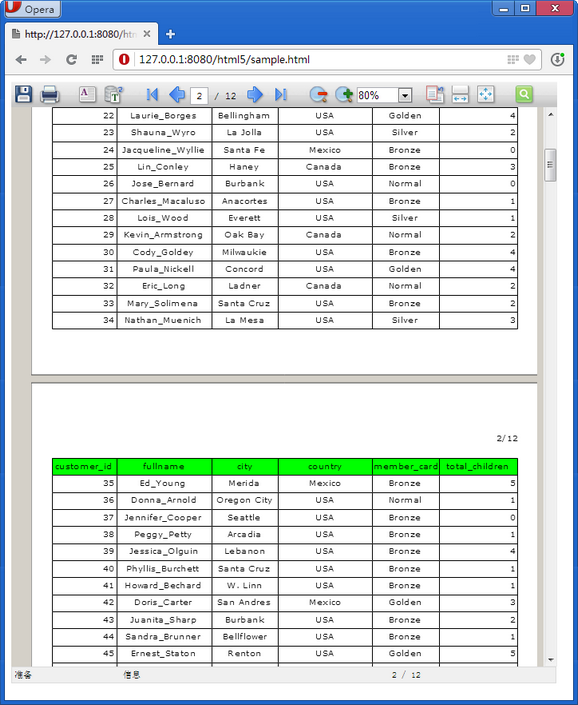 Opera
http://127.0.0.1:8080/htm
127.0.0.1:8080/html5/sample.html
2 / 12 80%
22 Laurie_Borges Bellingham USA Golden 4
23 Shauna_Wyro La Jolla USA Silver 2
24 Jacqueline_Wyllie Santa Fe Mexico Bronze 0
25 Lin_Conley Haney Canada Bronze 3
26 Jose_Bernard Burbank USA Normal 0
27 Charles_Macaluso Anacortes USA Bronze 1
28 Lois_Wood Everett USA Silver 1
29 Kevin_Armstrong Oak Bay Canada Normal 2
30 Cody_Goldey Milwaukie USA Bronze 4
31 Paula_Nickell Concord USA Golden 4
32 Eric_Long Ladner Canada Normal 2
33 Mary_Solimena Santa Cruz USA Bronze 2
34 Nathan_Muenich La Mesa USA Silver 3
2/12
customer_id fullname city country member_card total_children
35 Ed_Young Merida Mexico Bronze 5
36 Donna_Arnold Oregon City USA Normal 1
37 Jennifer_Cooper Seattle USA Bronze 0
38 Peggy_Petty Arcadia USA Bronze 1
39 Jessica_Olguin Lebanon USA Bronze 4
40 Phyllis_Burchett Santa Cruz USA Bronze 1
41 Howard_Bechard W. Linn USA Bronze 1
42 Doris_Carter San Andres Mexico Golden 3
43 Juanita_Sharp Burbank USA Bronze 2
44 Sandra_Brunner Bellflower USA Bronze 1
45 Ernest_Staton Renton USA Golden 5
准备 信息 2 / 12